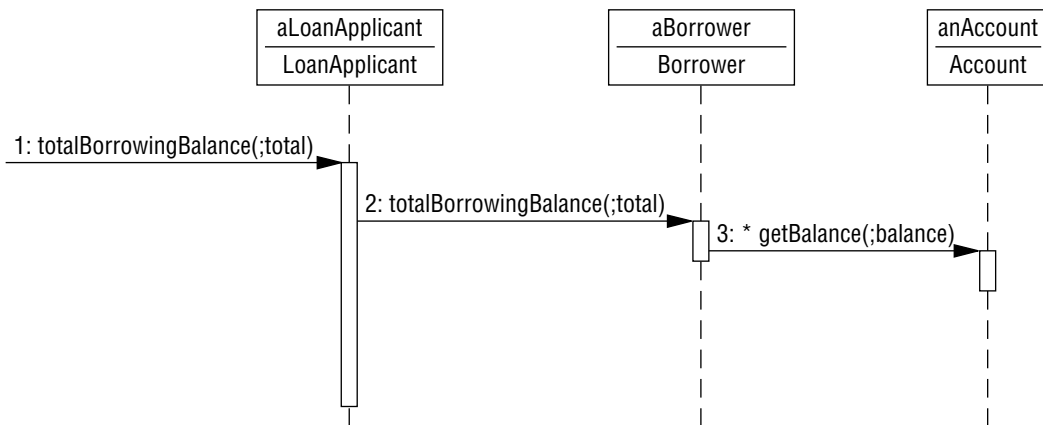 aLoanApplicant
LoanApplicant
aBorrower
Borrower
anAccount
Account
1: totalBorrowingBalance(;total)
2: totalBorrowingBalance(;total)
3: * getBalance(;balance)